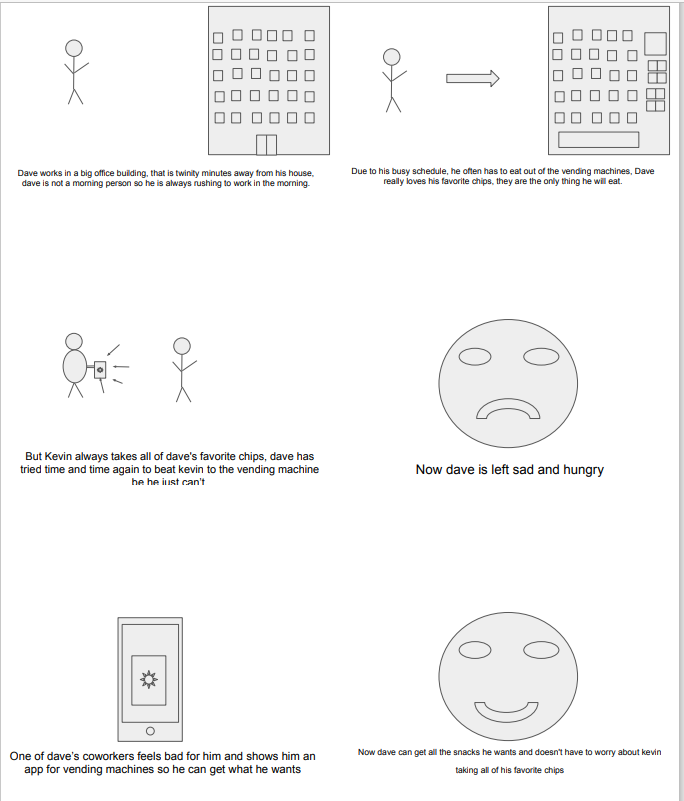 Dave works in a big office building, that is twinity minutes away from his house,
dave is not a morning person so he is always rushing to work in the morning.
Due to his busy schedule, he often has to eat out of the vending machines, Dave
really loves his favorite chips, they are the only thing he will eat.
But Kevin always takes all of dave's favorite chips, dave has
tried time and time again to beat kevin to the vending machine
be he just can't
Now dave is left sad and hungry
One of dave's coworkers feels bad for him and shows him an
app for vending machines so he can get what he wants
Now dave can get all the snacks he wants and doesn't have to worry about kevin
taking all of his favorite chips